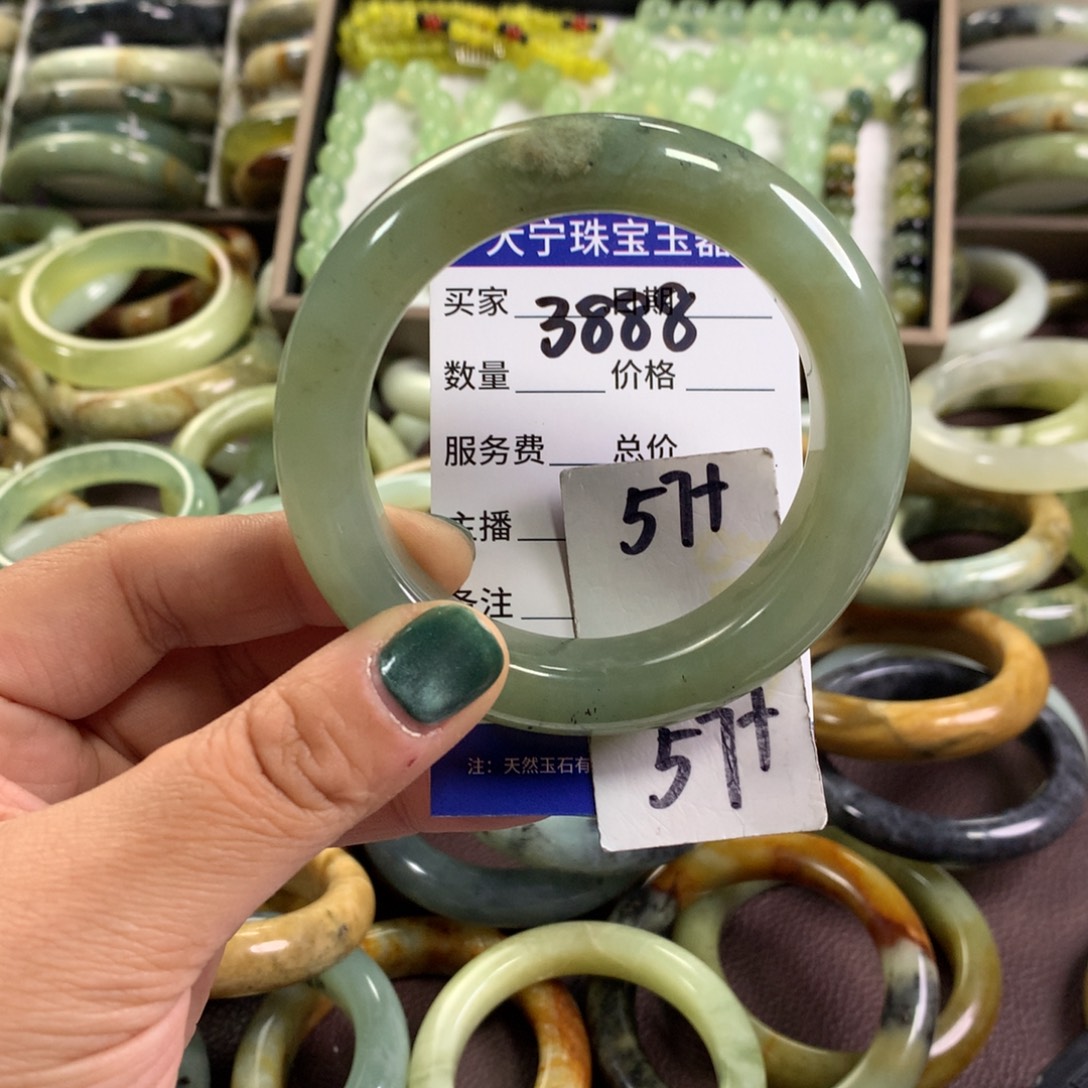 天宁珠宝玉器
买家 日期
3888
数量 价格
服务费 总价
57+
主播
备注
57+
注：天然玉石有